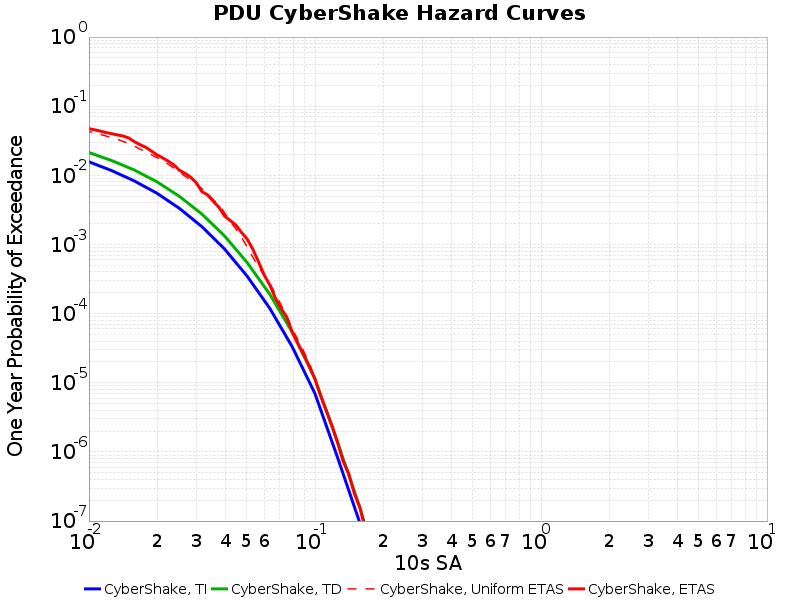 PDU CyberShake Hazard Curves
One Year Probability of Exceedance
10^0
10^-1
10^-2
10^-3
10^-4
10^-5
10^-6
10^-7
10^-2 2 3 4 5 6 10^-1 2 3 4 5 6 7 10^0 2 3 4 5 6 7 10^1
10s SA
CyberShake, TI CyberShake, TD CyberShake, Uniform ETAS CyberShake, ETAS